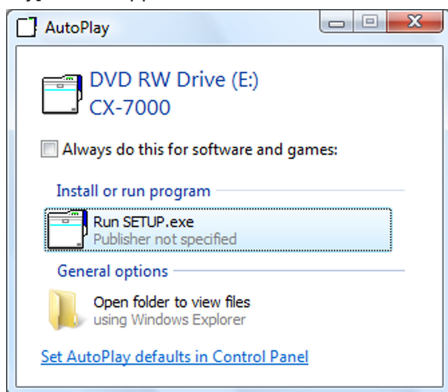 AutoPlay
DVD RW Drive (E:)
CX-7000
Always do this for software and games:
Install or run program
Run SETUP.exe
Publisher not specified
General options
Open folder to view files
using Windows Explorer
Set AutoPlay defaults in Control Panel